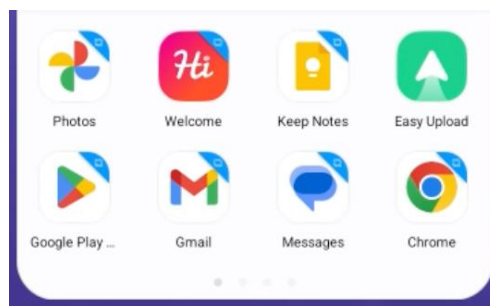 Hi
Photos
Welcome
Keep Notes
Easy Upload
Google Play ...
Gmail
Messages
Chrome